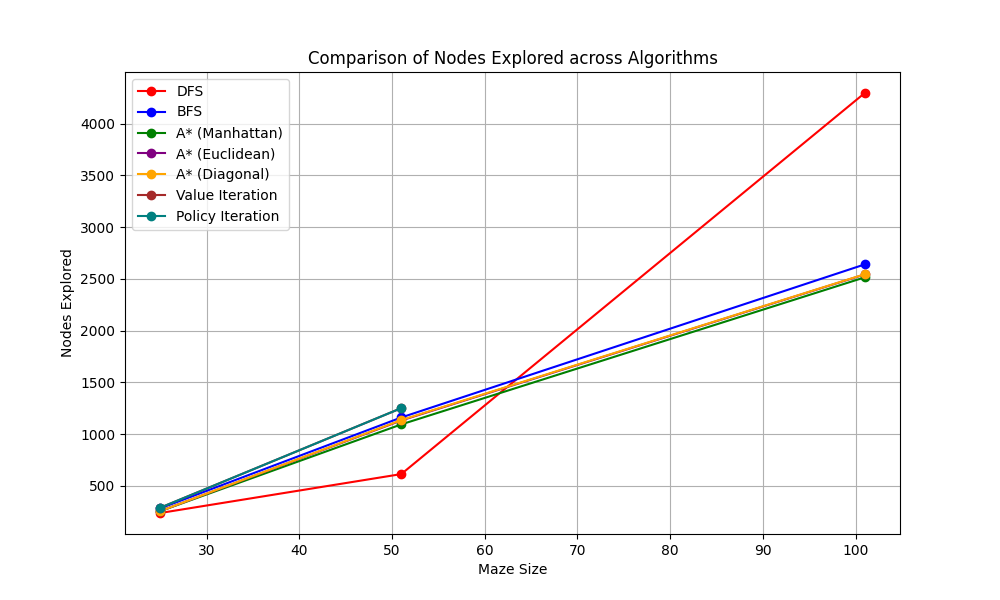 Comparison of Nodes Explored across Algorithms
DFS
BFS
A* (Manhattan)
A* (Euclidean)
A* (Diagonal)
Value Iteration
Policy Iteration
Nodes Explored
4000
3500
3000
2500
2000
1500
1000
500
30 40 50 60 70 80 90 100
Maze Size